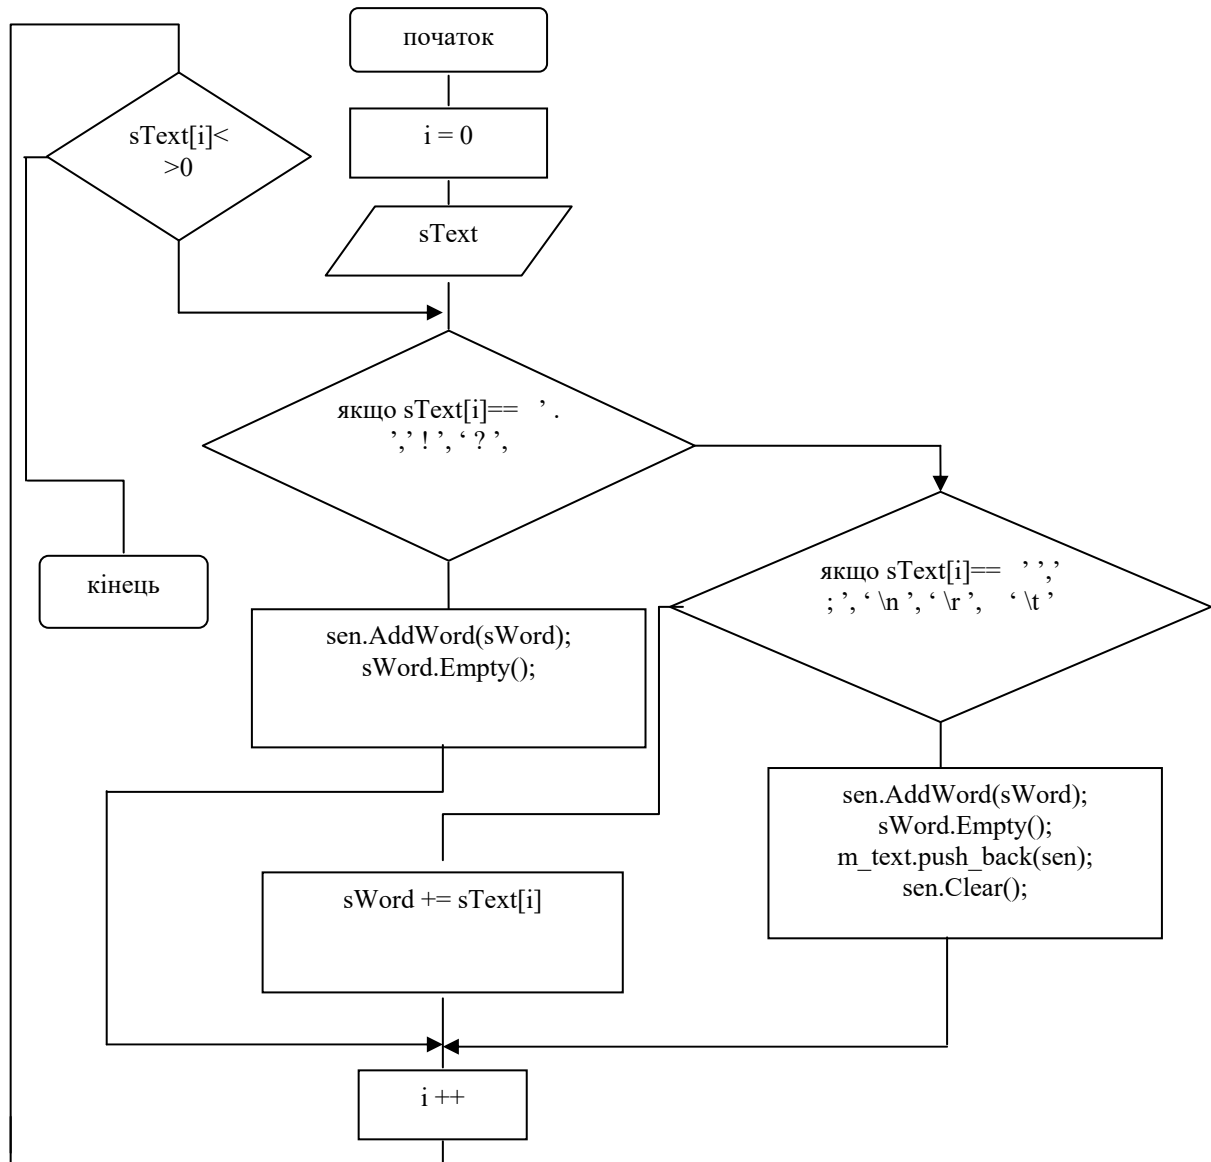 початок
i = 0
sText[i]<
>0
sText
якщо sText[i]== ’ .
’,’ ! ’, ‘ ? ’,
якщо sText[i]== ’ ’,’
; ’, ‘ \n ’, ‘ \r ’, ‘ \t ’
кінець
sen.AddWord(sWord);
sWord.Empty();
sen.AddWord(sWord);
sWord.Empty();
m_text.push_back(sen);
sen.Clear();
sWord += sText[i]
i ++